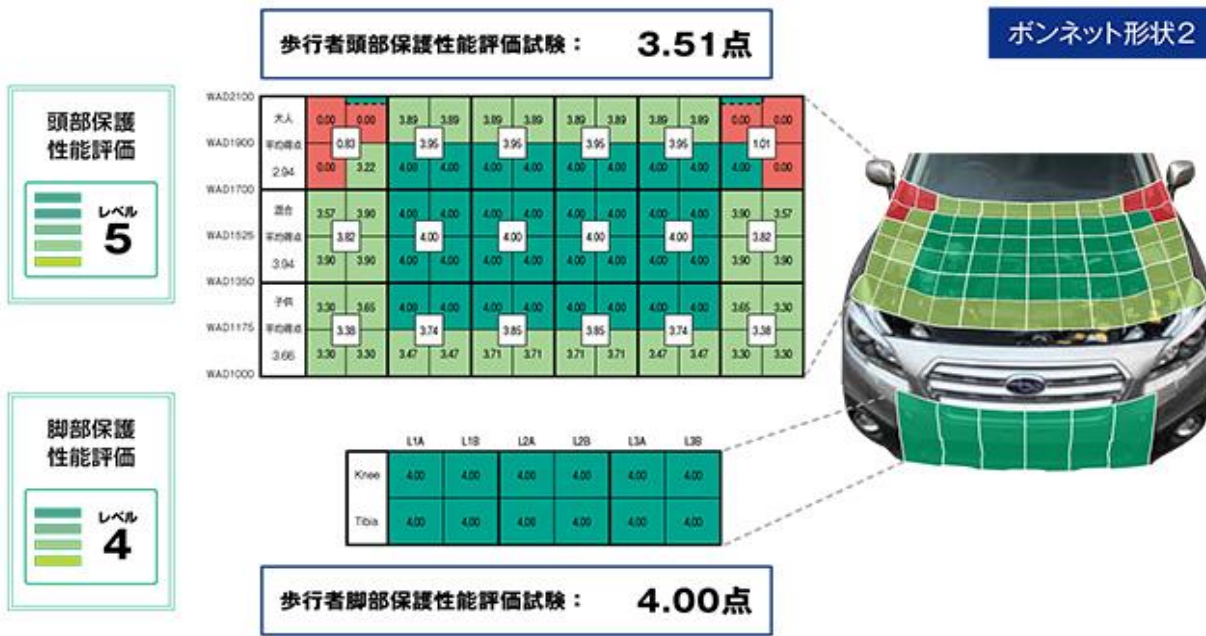 歩行者頭部保護性能評価試験： 3.51点
ボンネット形状2
頭部保護
性能評価
レベル
5
WAD2100
大人 0.00 0.00 3.89 3.89 3.89 3.89 3.89 3.89 3.89 3.89 0.00 0.00
WAD1900 平均得点 0.83 3.95 3.95 3.95 3.95 1.01
2.94 0.00 3.22 4.00 4.00 4.00 4.00 4.00 4.00 4.00 4.00 4.00 0.00
WAD1700
混合 3.57 3.90 4.00 4.00 4.00 4.00 4.00 4.00 4.00 4.00 3.90 3.57
WAD1525 平均得点 3.82 4.00 4.00 4.00 4.00 3.82
3.94 3.90 3.90 4.00 4.00 4.00 4.00 4.00 4.00 4.00 4.00 3.90 3.90
WAD1350
子供 3.30 3.65 4.00 4.00 4.00 4.00 4.00 4.00 4.00 4.00 3.65 3.30
WAD1175 平均得点 3.38 3.74 3.85 3.85 3.74 3.38
3.66 3.30 3.30 3.47 3.47 3.71 3.71 3.71 3.71 3.47 3.47 3.30 3.30
WAD1000
脚部保護
性能評価
レベル
4
L1A L1B L2A L2B L3A L3B
Knee 4.00 4.00 4.00 4.00 4.00 4.00
Tibia 4.00 4.00 4.00 4.00 4.00 4.00
歩行者脚部保護性能評価試験： 4.00点